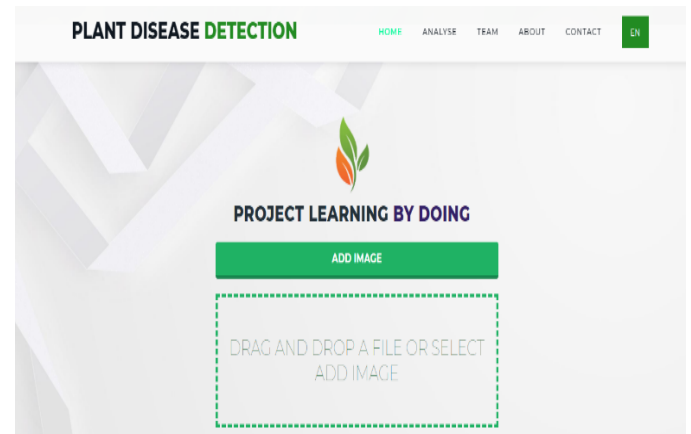 PLANT DISEASE DETECTION
HOME ANALYSE TEAM ABOUT CONTACT EN
PROJECT LEARNING BY DOING
ADD IMAGE
DRAG AND DROP A FILE OR SELECT
ADD IMAGE